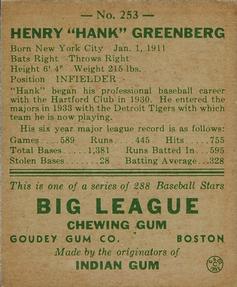 — No. 253 —
HENRY "HANK" GREENBERG
Born New York City Jan. 1, 1911
Bats Right Throws Right
Height 6' 4" Weight 215 lbs.
Position INFIELDER
"Hank" began his professional baseball career
with the Hartford Club in 1930. He entered the
majors in 1933 with the Detroit Tigers with which
team he is now playing.
His six year major league record is as follows:
Games.....589 Runs.....445 Hits.....755
Total Bases.....1,381 Runs Batted In...595
Stolen Bases.....28 Batting Average...328
This is one of a series of 288 Baseball Stars
BIG LEAGUE
CHEWING GUM
GOUDEY GUM CO. BOSTON
Made by the originators of
INDIAN GUM